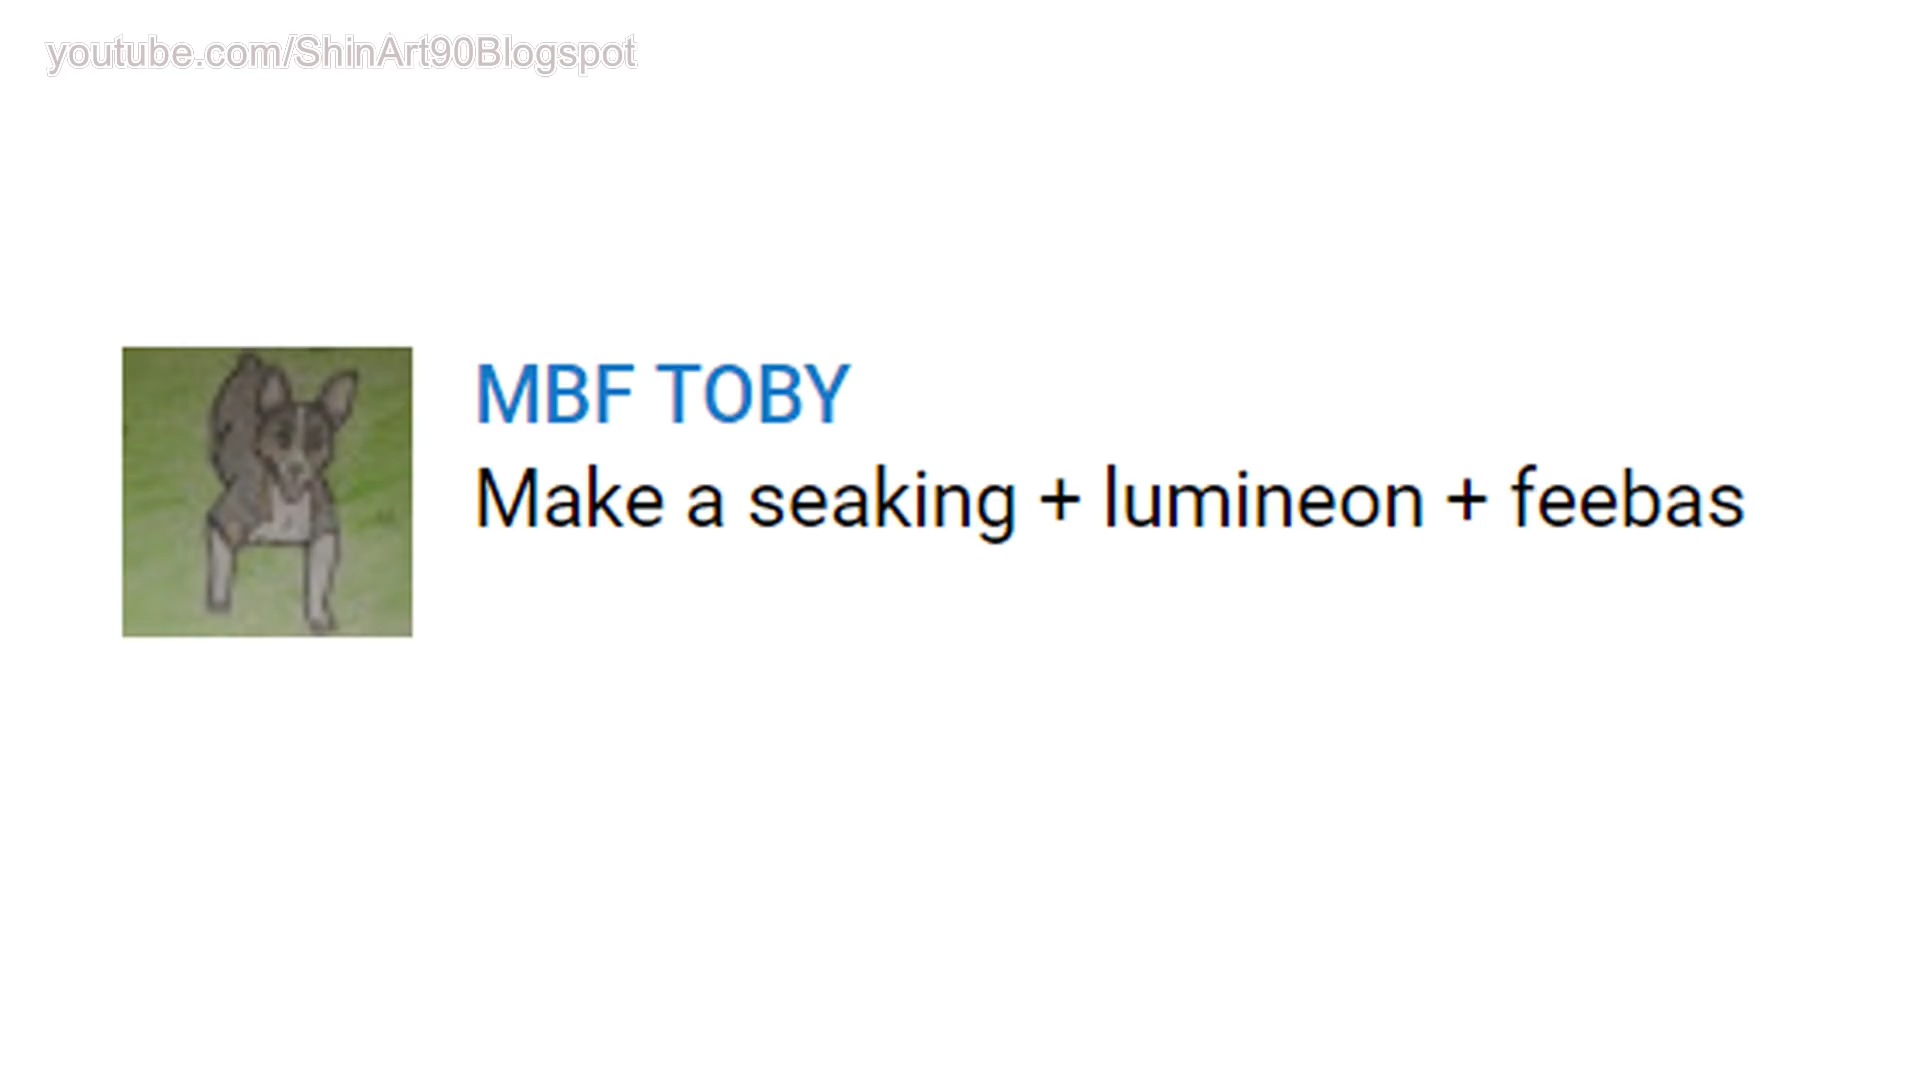 youtube.com/ShinArt90Blogspot
MBF TOBY
Make a seaking + lumineon + feebas